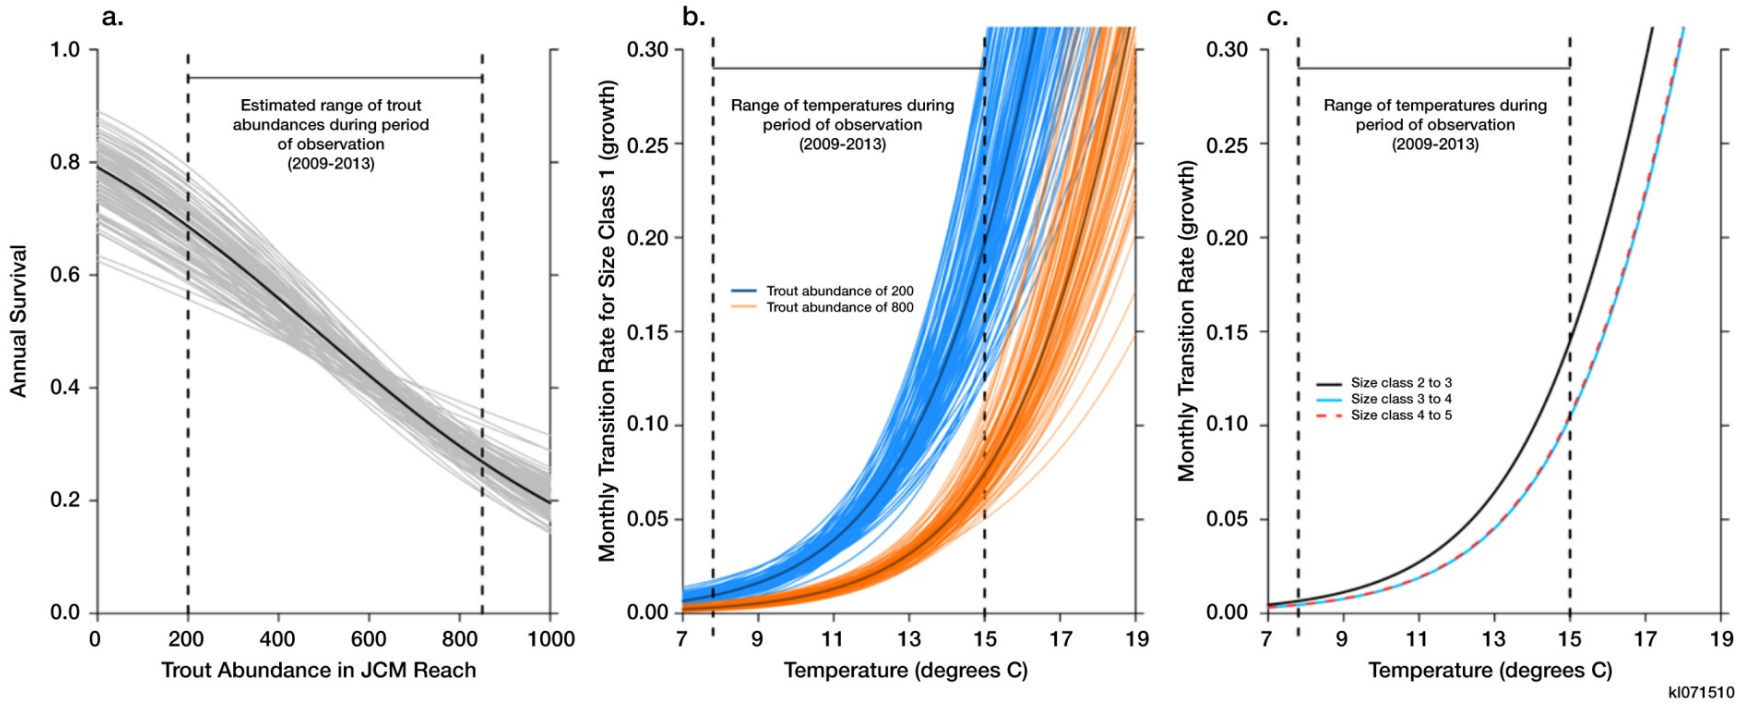 a.
1.0
0.8
0.6
0.4
0.2
0.0
Annual Survival
Estimated range of trout
abundances during period
of observation
(2009-2013)
0 200 400 600 800 1000
Trout Abundance in JCM Reach
b.
0.30
0.25
0.20
0.15
0.10
0.05
0.00
Monthly Transition Rate for Size Class 1 (growth)
Range of temperatures during
period of observation
(2009-2013)
Trout abundance of 200
Trout abundance of 800
7 9 11 13 15 17 19
Temperature (degrees C)
c.
0.30
0.25
0.20
0.15
0.10
0.05
0.00
Monthly Transition Rate (growth)
Range of temperatures during
period of observation
(2009-2013)
Size class 2 to 3
Size class 3 to 4
Size class 4 to 5
7 9 11 13 15 17 19
Temperature (degrees C)
kl071510